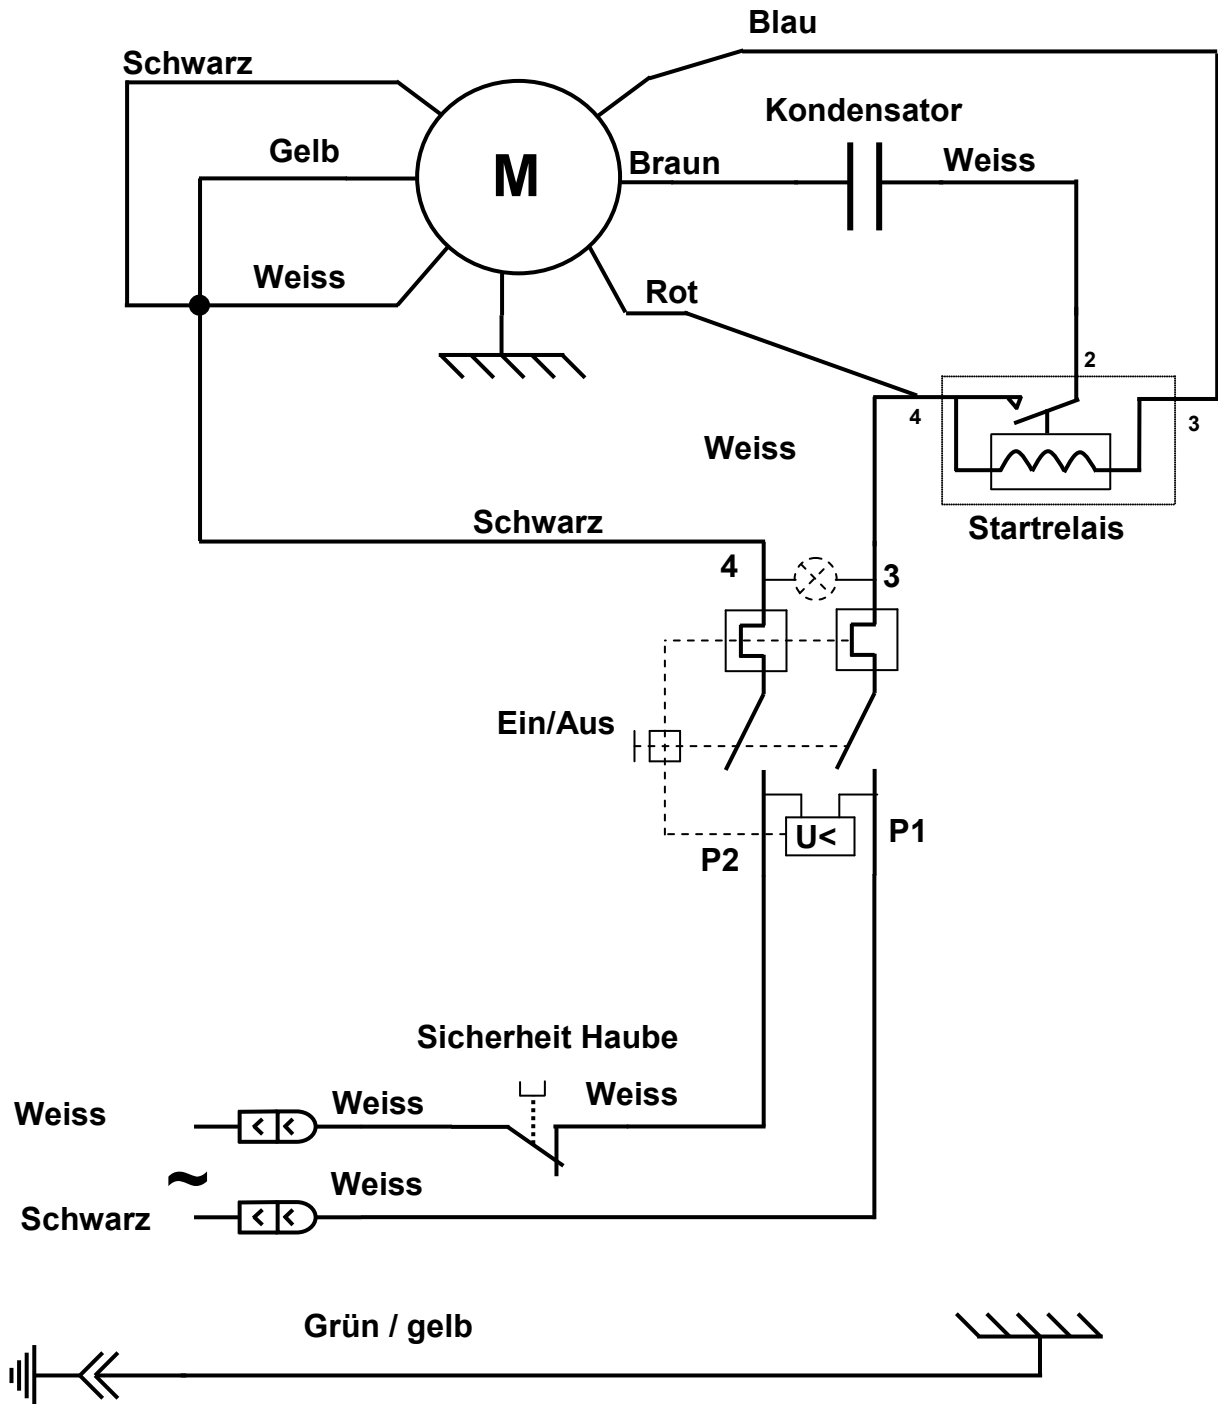 Blau
Schwarz
Kondensator
Gelb
M
Braun
Weiss
Weiss
Rot
2
4
3
Weiss
Schwarz
Startrelais
4
3
Ein/Aus
U<
P1
P2
Sicherheit Haube
Weiss
Weiss
Weiss
~
Weiss
Schwarz
Grün / gelb